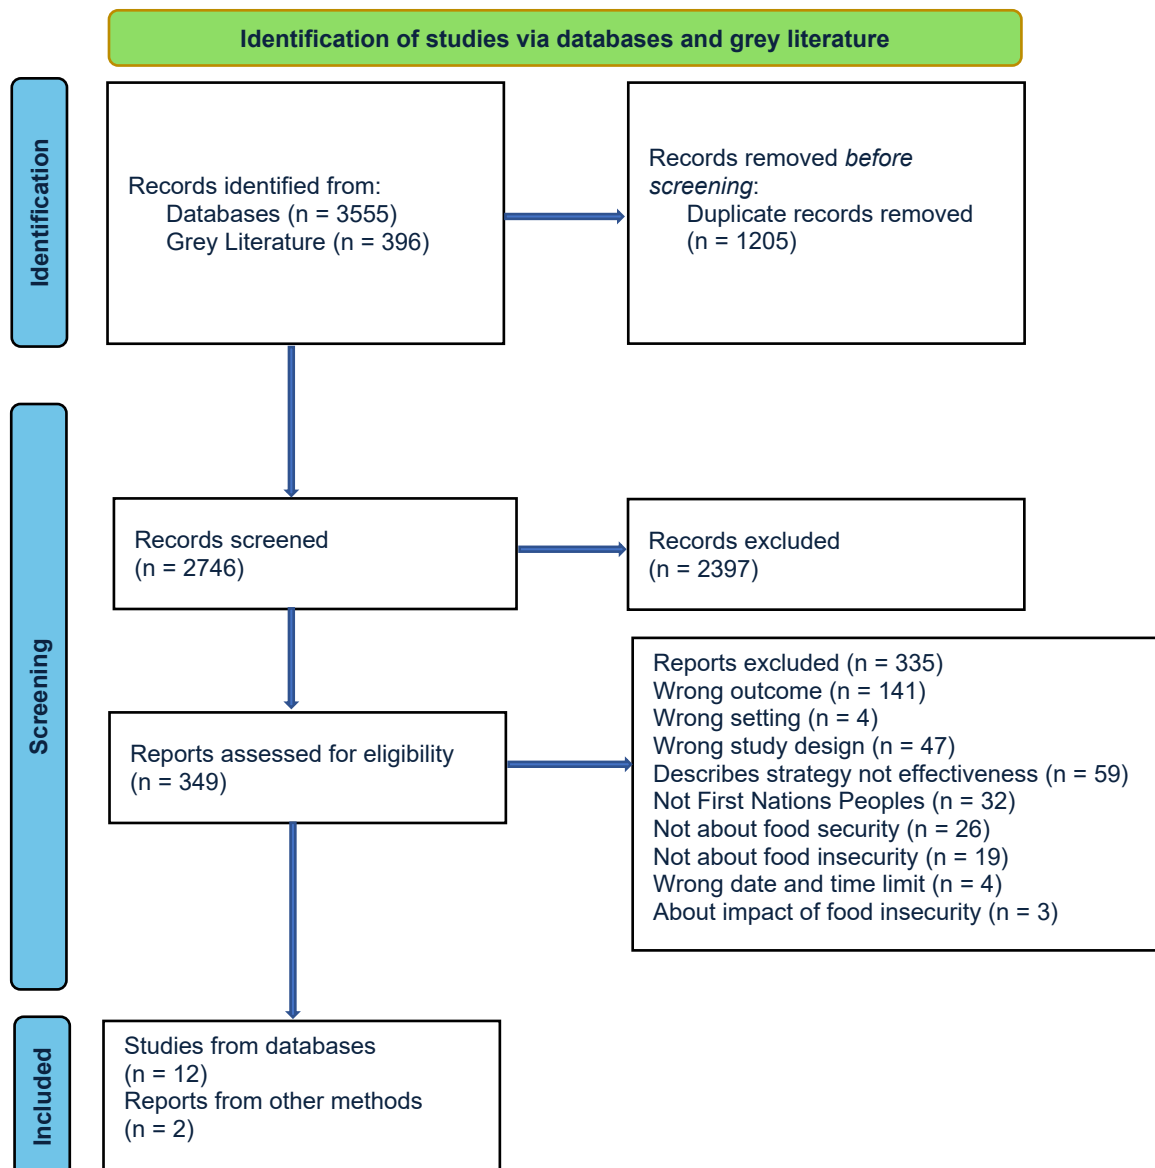 Identification of studies via databases and grey literature
Identification
Records identified from:
Databases (n = 3555)
Grey Literature (n = 396)
Records removed before
screening:
Duplicate records removed
(n = 1205)
Screening
Records screened
(n = 2746)
Records excluded
(n = 2397)
Reports assessed for eligibility
(n = 349)
Reports excluded (n = 335)
Wrong outcome (n = 141)
Wrong setting (n = 4)
Wrong study design (n = 47)
Describes strategy not effectiveness (n = 59)
Not First Nations Peoples (n = 32)
Not about food security (n = 26)
Not about food insecurity (n = 19)
Wrong date and time limit (n = 4)
About impact of food insecurity (n = 3)
Included
Studies from databases
(n = 12)
Reports from other methods
(n = 2)